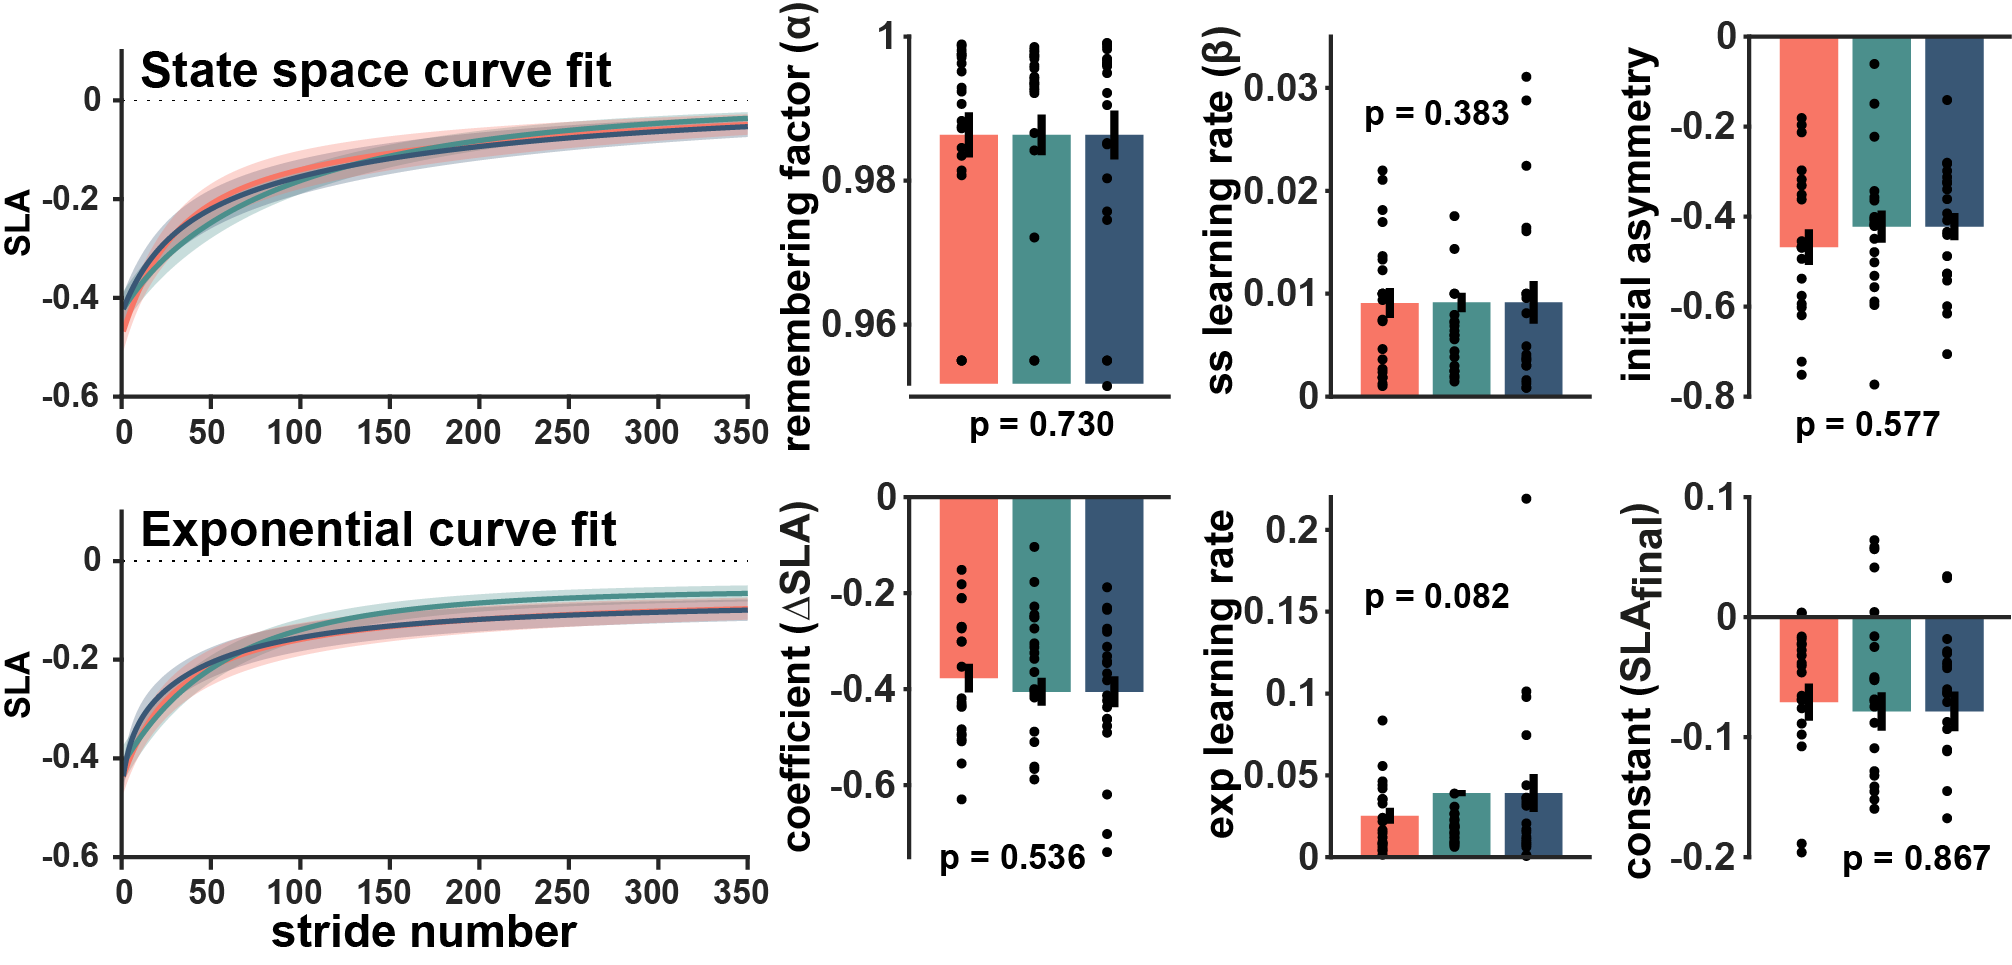 State space curve fit
SLA
0
-0.2
-0.4
-0.6
0 50 100 150 200 250 300 350
remembering factor (α)
1
0.98
0.96
p = 0.730
ss learning rate (β)
0.03
0.02
0.01
0
p = 0.383
initial asymmetry
0
-0.2
-0.4
-0.6
-0.8
p = 0.577
Exponential curve fit
SLA
0
-0.2
-0.4
-0.6
0 50 100 150 200 250 300 350
stride number
coefficient (△SLA)
0
-0.2
-0.4
-0.6
p = 0.536
exp learning rate
0.2
0.15
0.1
0.05
0
p = 0.082
constant (SLAfinal)
0.1
0
-0.1
-0.2
p = 0.867